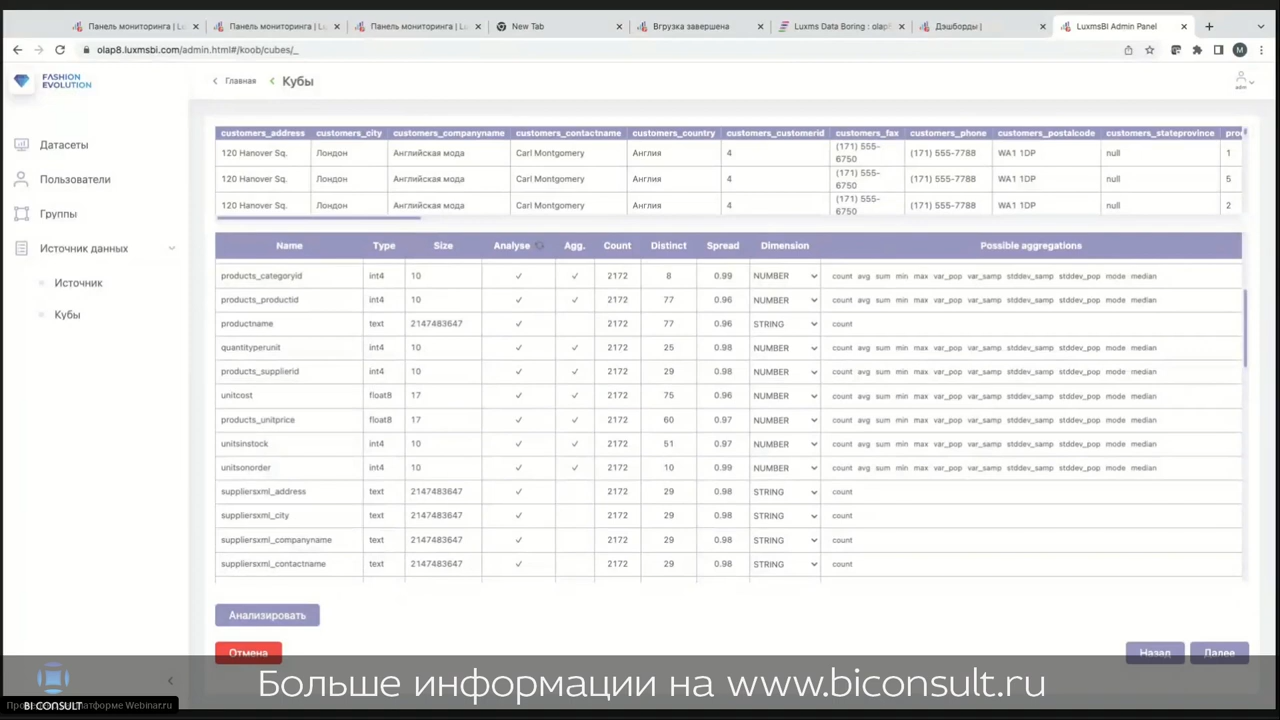 Панель мониторинга | Le
Панель мониторинга | L
Панель мониторинга | L
New Tab
Вгрузка завершена
Luxms Data Boring : olap
Дэшборды |
LuxmsBI Admin Panel
olap8.luxmsbi.com/admin.html#/koob/cubes/_
FASHION
EVOLUTION
Главная
Кубы
adm
Датасеты
Пользователи
Группы
Источник данных
Источник
Кубы
customers_address customers_city customers_companyname customers_contactname customers_country customers_customerid customers_fax customers_phone customers_postalcode customers_stateprovince
120 Hanover Sq. Лондон Английская мода Carl Montgomery Англия 4 (171) 555-6750 (171) 555-7788 WA1 1DP null 1
120 Hanover Sq. Лондон Английская мода Carl Montgomery Англия 4 (171) 555-6750 (171) 555-7788 WA1 1DP null 5
120 Hanover Sq. Лондон Английская мода Carl Montgomery Англия 4 (171) 555-6750 (171) 555-7788 WA1 1DP null 2
Name Type Size Analyse Agg. Count Distinct Spread Dimension Possible aggregations
products_categoryid int4 10 ✓ ✓ 2172 8 0.99 NUMBER count avg sum min max var_pop var_samp stddev_samp stddev_pop mode median
products_productid int4 10 ✓ ✓ 2172 77 0.96 NUMBER count avg sum min max var_pop var_samp stddev_samp stddev_pop mode median
productname text 2147483647 ✓ 2172 77 0.96 STRING count
quantityperunit int4 10 ✓ ✓ 2172 25 0.98 NUMBER count avg sum min max var_pop var_samp stddev_samp stddev_pop mode median
products_supplierid int4 10 ✓ ✓ 2172 29 0.98 NUMBER count avg sum min max var_pop var_samp stddev_samp stddev_pop mode median
unitcost float8 17 ✓ ✓ 2172 75 0.96 NUMBER count avg sum min max var_pop var_samp stddev_samp stddev_pop mode median
products_unitprice float8 17 ✓ ✓ 2172 60 0.97 NUMBER count avg sum min max var_pop var_samp stddev_samp stddev_pop mode median
unitsinstock int4 10 ✓ ✓ 2172 51 0.97 NUMBER count avg sum min max var_pop var_samp stddev_samp stddev_pop mode median
unitsonorder int4 10 ✓ ✓ 2172 10 0.99 NUMBER count avg sum min max var_pop var_samp stddev_samp stddev_pop mode median
suppliersxml_address text 2147483647 ✓ 2172 29 0.98 STRING count
suppliersxml_city text 2147483647 ✓ 2172 29 0.98 STRING count
suppliersxml_companyname text 2147483647 ✓ 2172 29 0.98 STRING count
suppliersxml_contactname text 2147483647 ✓ 2172 29 0.98 STRING count
Анализировать
Отмена
Назад
Далее
Больше информации на www.biconsult.ru
BI CONSULT
платформе Webinar.ru